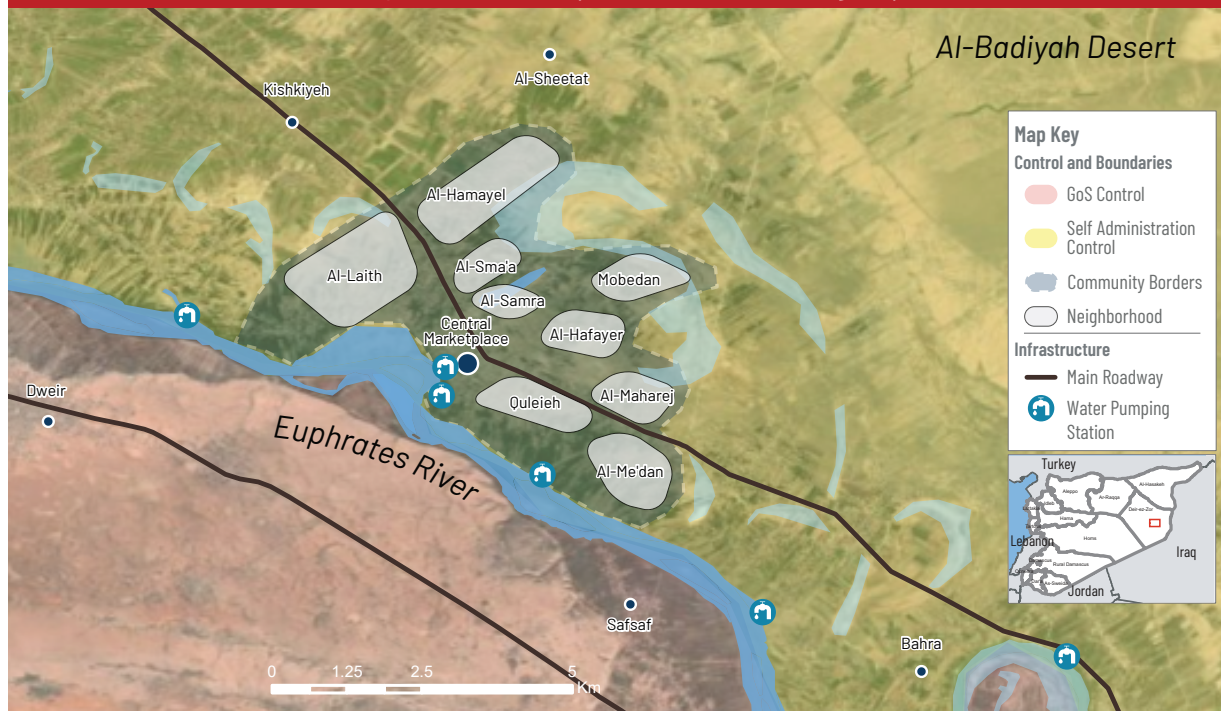 Al-Badiyah Desert
Al-Sheetat
Kishkiyeh
Al-Hamayel
Al-Laith
Al-Sma'a
Al-Samra
Mobedan
Central
Marketplace
Al-Hafayer
Quleieh
Al-Maharej
Al-Me'dan
Dweir
Euphrates River
Safsaf
Bahra
0 1.25 2.5 5
Km
Map Key
Control and Boundaries
GoS Control
Self Administration
Control
Community Borders
Neighborhood
Infrastructure
Main Roadway
Water Pumping
Station
Turkey
Aleppo
Ar-Raqqa
Al-Hasakeh
Deir-ez-Zor
Hama
Homs
Lebanon
Rural Damascus
Iraq
Jordan